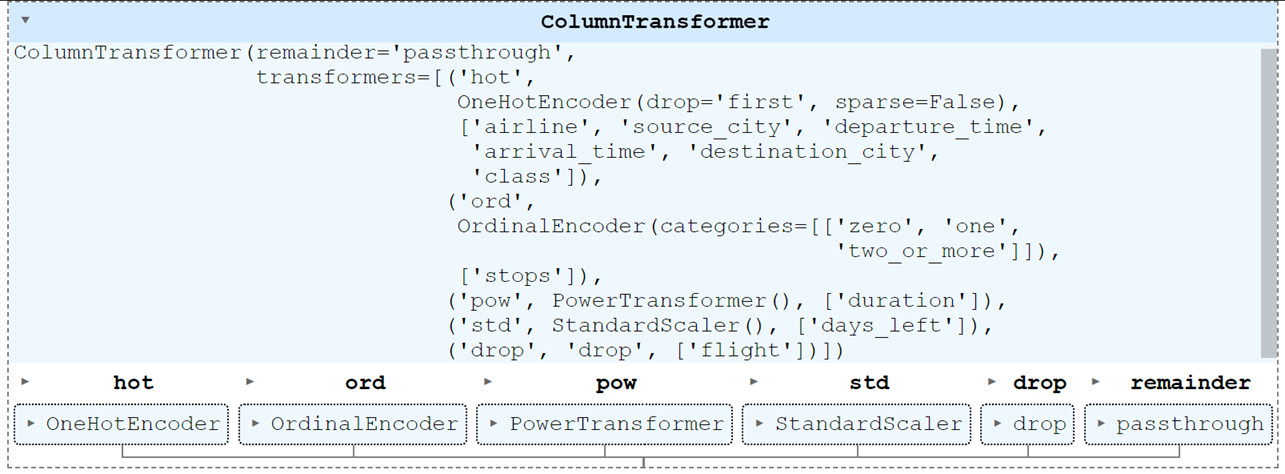 ▾ ColumnTransformer
ColumnTransformer(remainder='passthrough',
                  transformers=[('hot',
                                 OneHotEncoder(drop='first', sparse=False),
                                 ['airline', 'source_city', 'departure_time',
                                  'arrival_time', 'destination_city',
                                  'class']),
                                ('ord',
                                 OrdinalEncoder(categories=[['zero', 'one',
                                                             'two_or_more']]),
                                 ['stops']),
                                ('pow', PowerTransformer(), ['duration']),
                                ('std', StandardScaler(), ['days_left']),
                                ('drop', 'drop', ['flight'])])
▸ hot ▸ ord ▸ pow ▸ std ▸ drop ▸ remainder
▸ OneHotEncoder ▸ OrdinalEncoder ▸ PowerTransformer ▸ StandardScaler ▸ drop ▸ passthrough